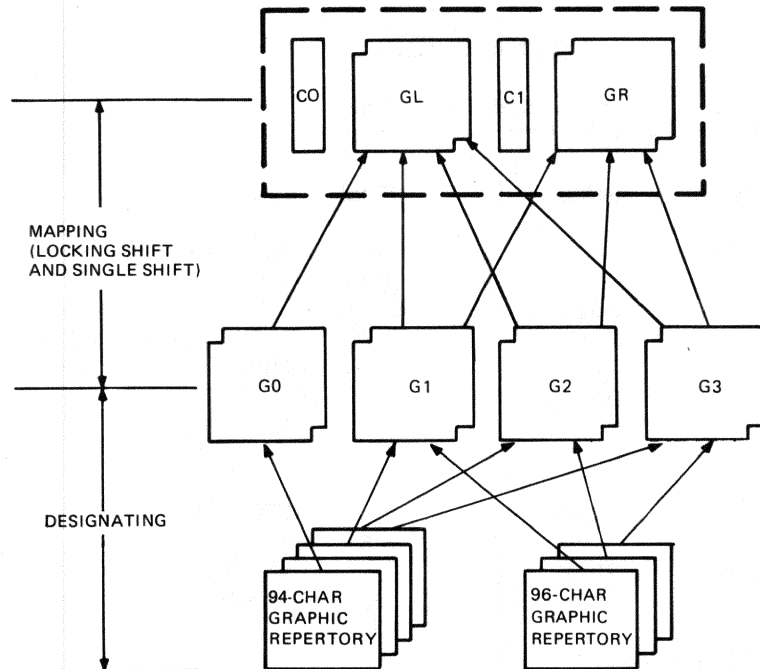 C0
GL
C1
GR
MAPPING
(LOCKING SHIFT
AND SINGLE SHIFT)
G0
G1
G2
G3
DESIGNATING
94-CHAR
GRAPHIC
REPERTORY
96-CHAR
GRAPHIC
REPERTORY